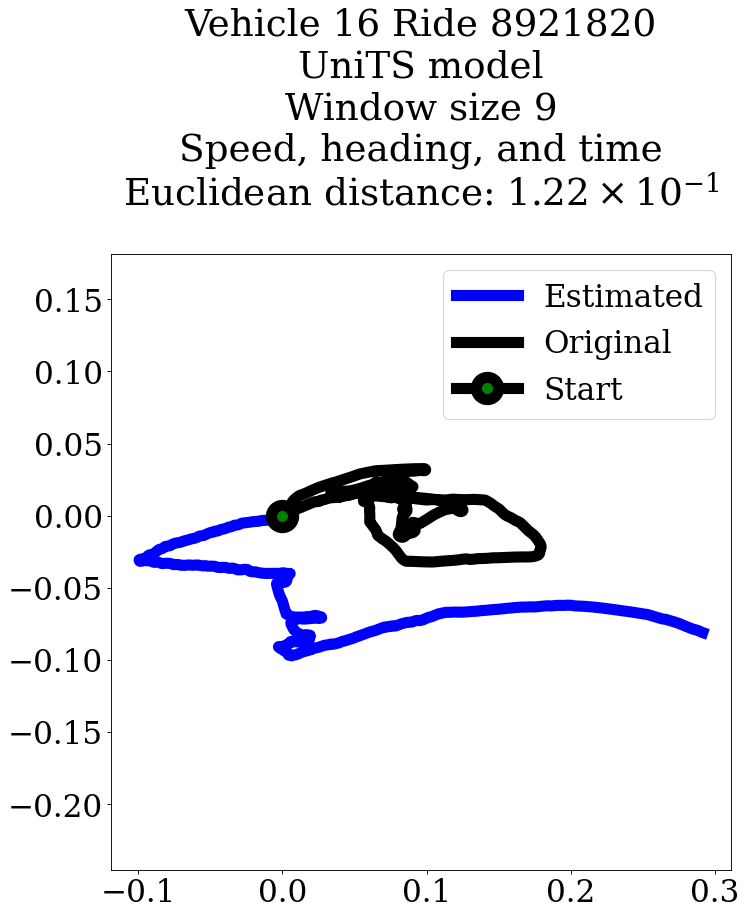 Vehicle 16 Ride 8921820
UniTS model
Window size 9
Speed, heading, and time
Euclidean distance: $1.22 \times 10^{-1}$
Estimated
Original
Start
0.15
0.10
0.05
0.00
−0.05
−0.10
−0.15
−0.20
−0.1 0.0 0.1 0.2 0.3